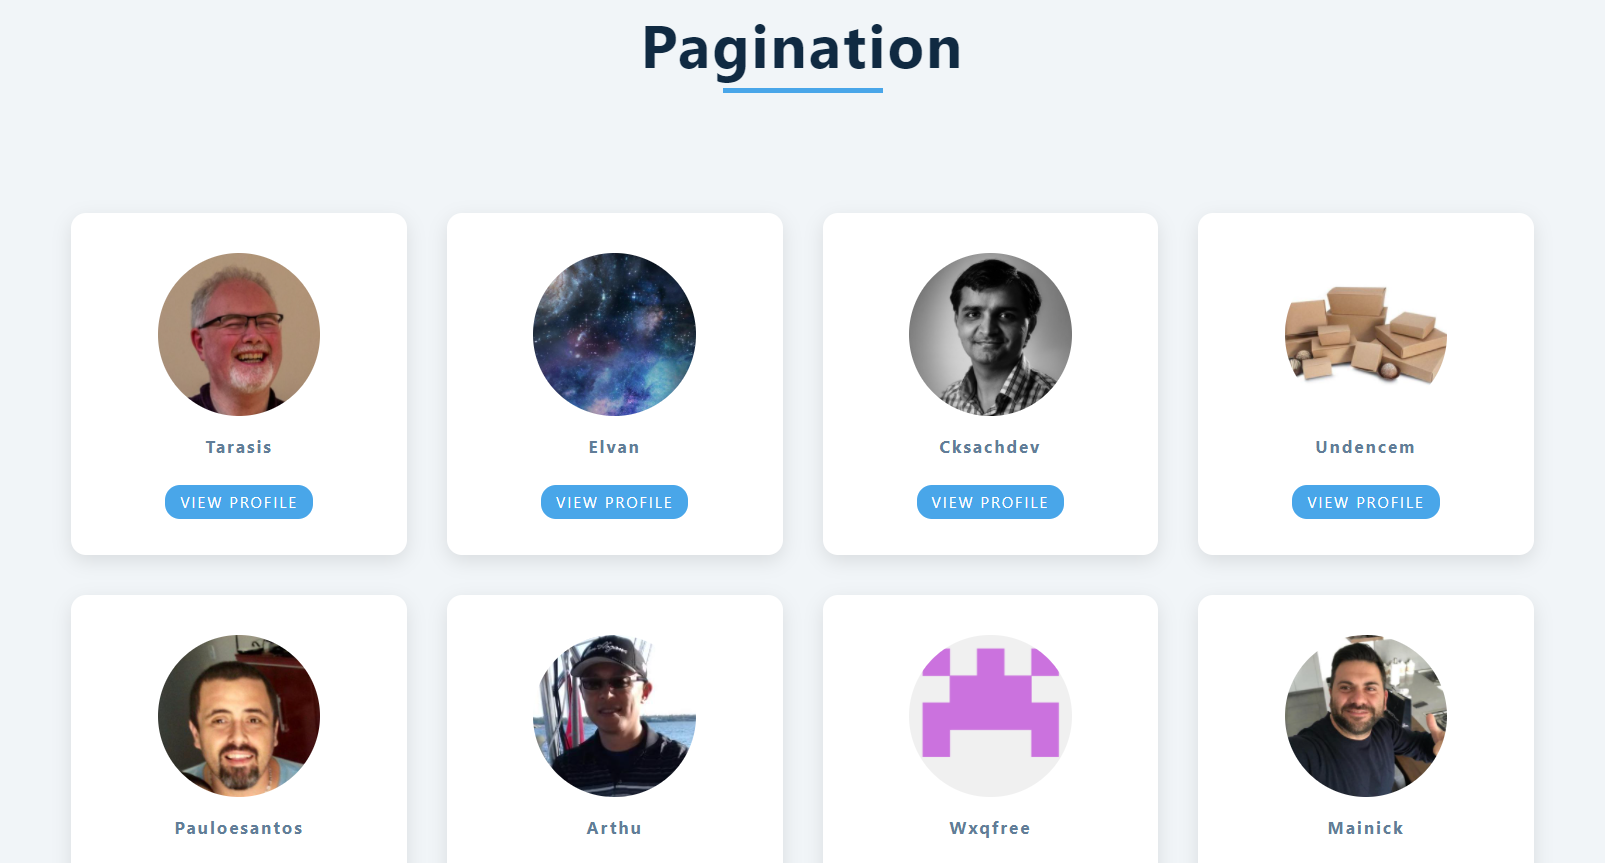 Pagination
Tarasis
Elvan
Cksachdev
Undencem
VIEW PROFILE
VIEW PROFILE
VIEW PROFILE
VIEW PROFILE
Pauloesantos
Arthu
Wxqfree
Mainick